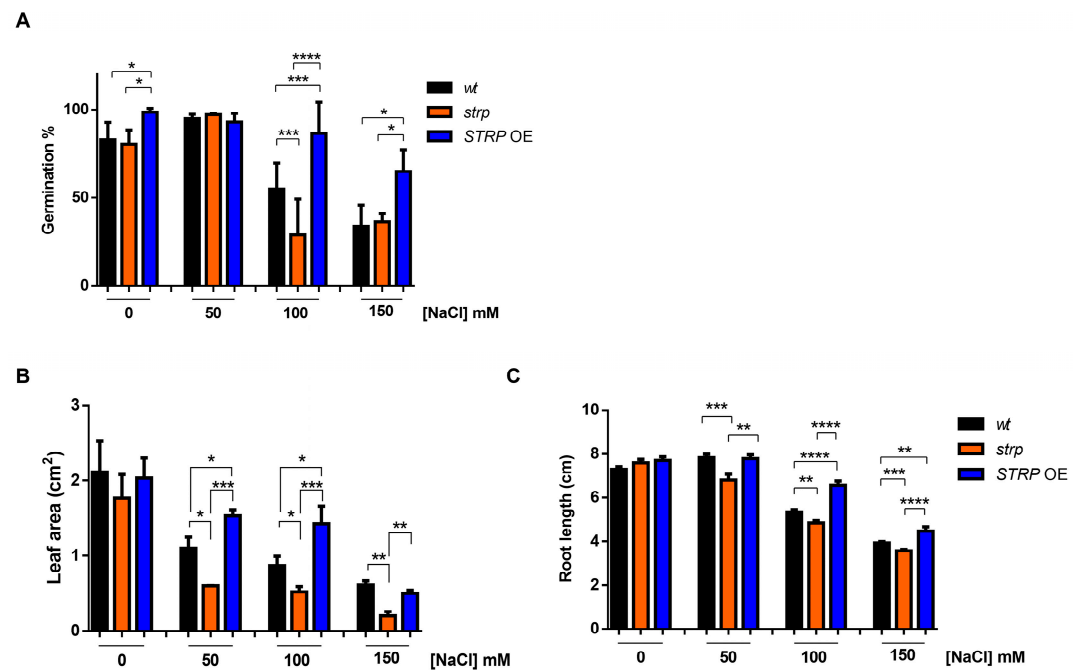 A
Germination %
100
50
0
* * *** *** **** * *
wt
strp
STRP OE
0 50 100 150 [NaCl] mM
B
Leaf area (cm2)
3
2
1
0
* * *** * * *** ** **
0 50 100 150 [NaCl] mM
C
Root length (cm)
10
8
6
4
2
0
*** ** ** **** **** *** ** ****
wt
strp
STRP OE
0 50 100 150 [NaCl] mM